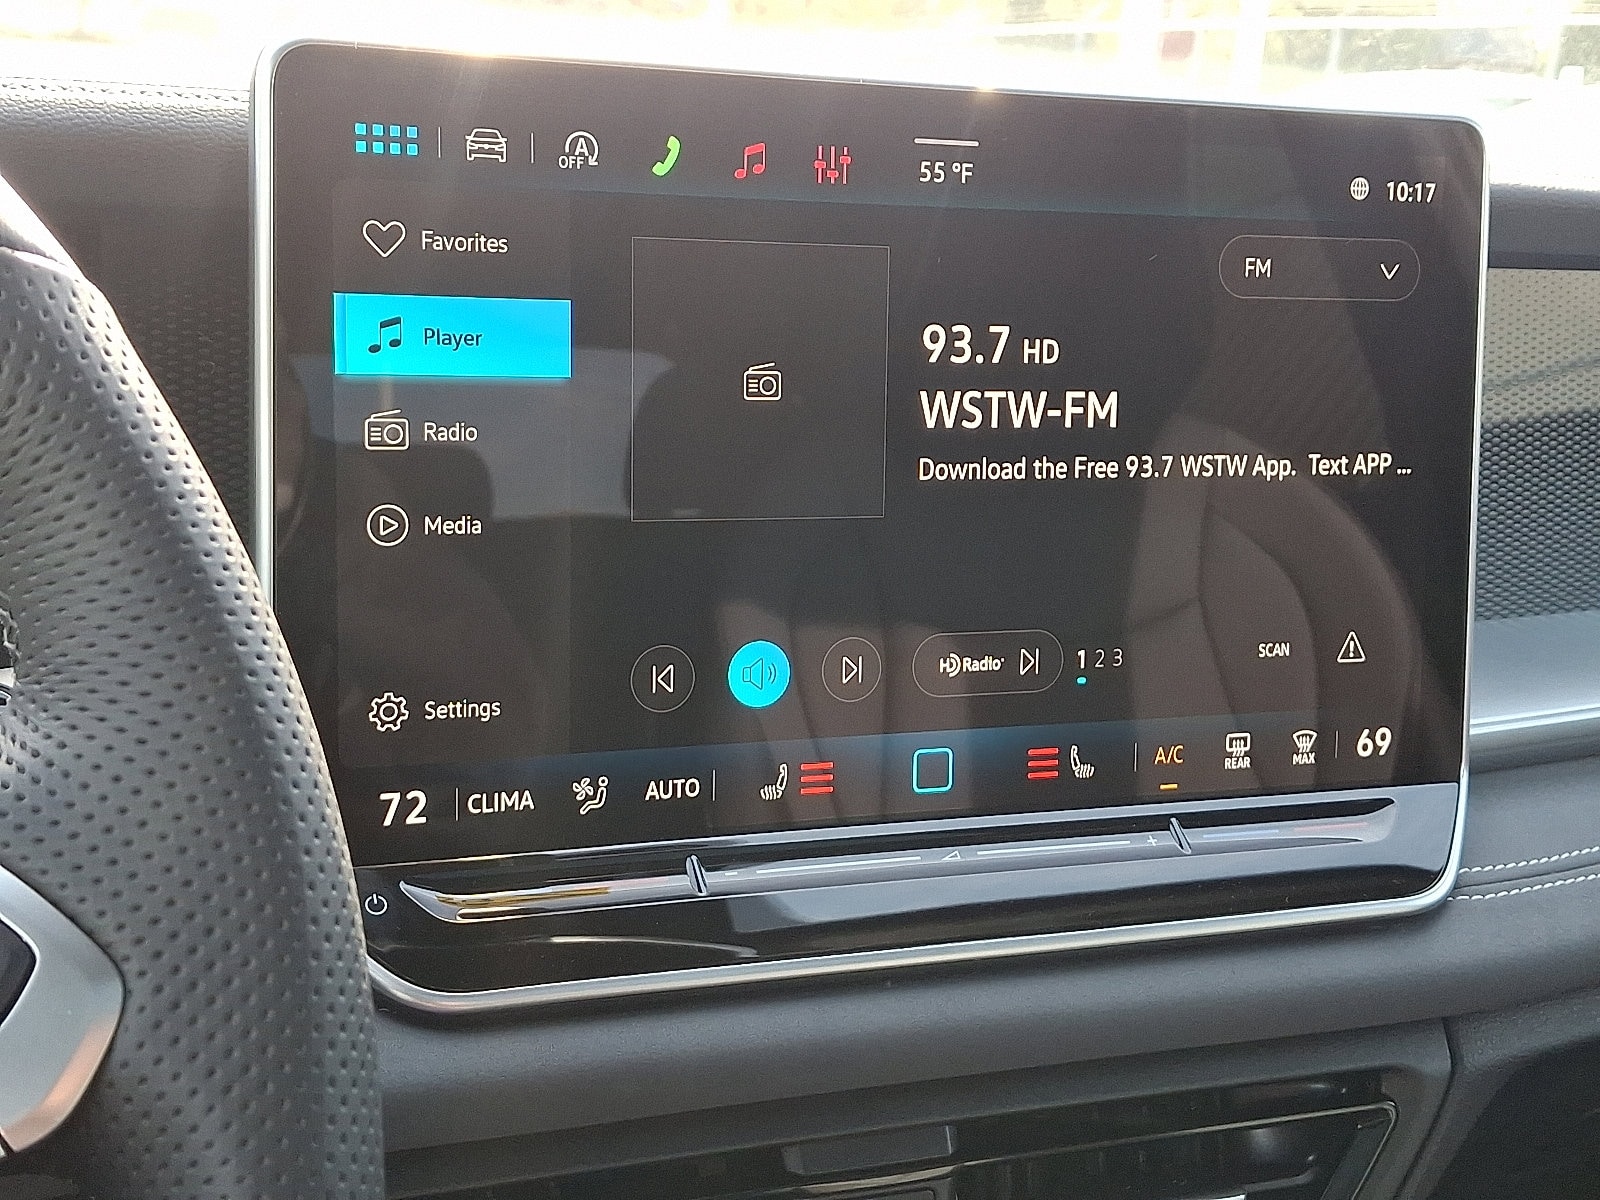 A
OFF
55 °F
10:17
Favorites
FM
Player
93.7 HD
WSTW-FM
Radio
Download the Free 93.7 WSTW App. Text APP ...
Media
HD Radio
1 2 3
SCAN
Settings
72
CLIMA
AUTO
A/C
REAR
MAX
69
- +